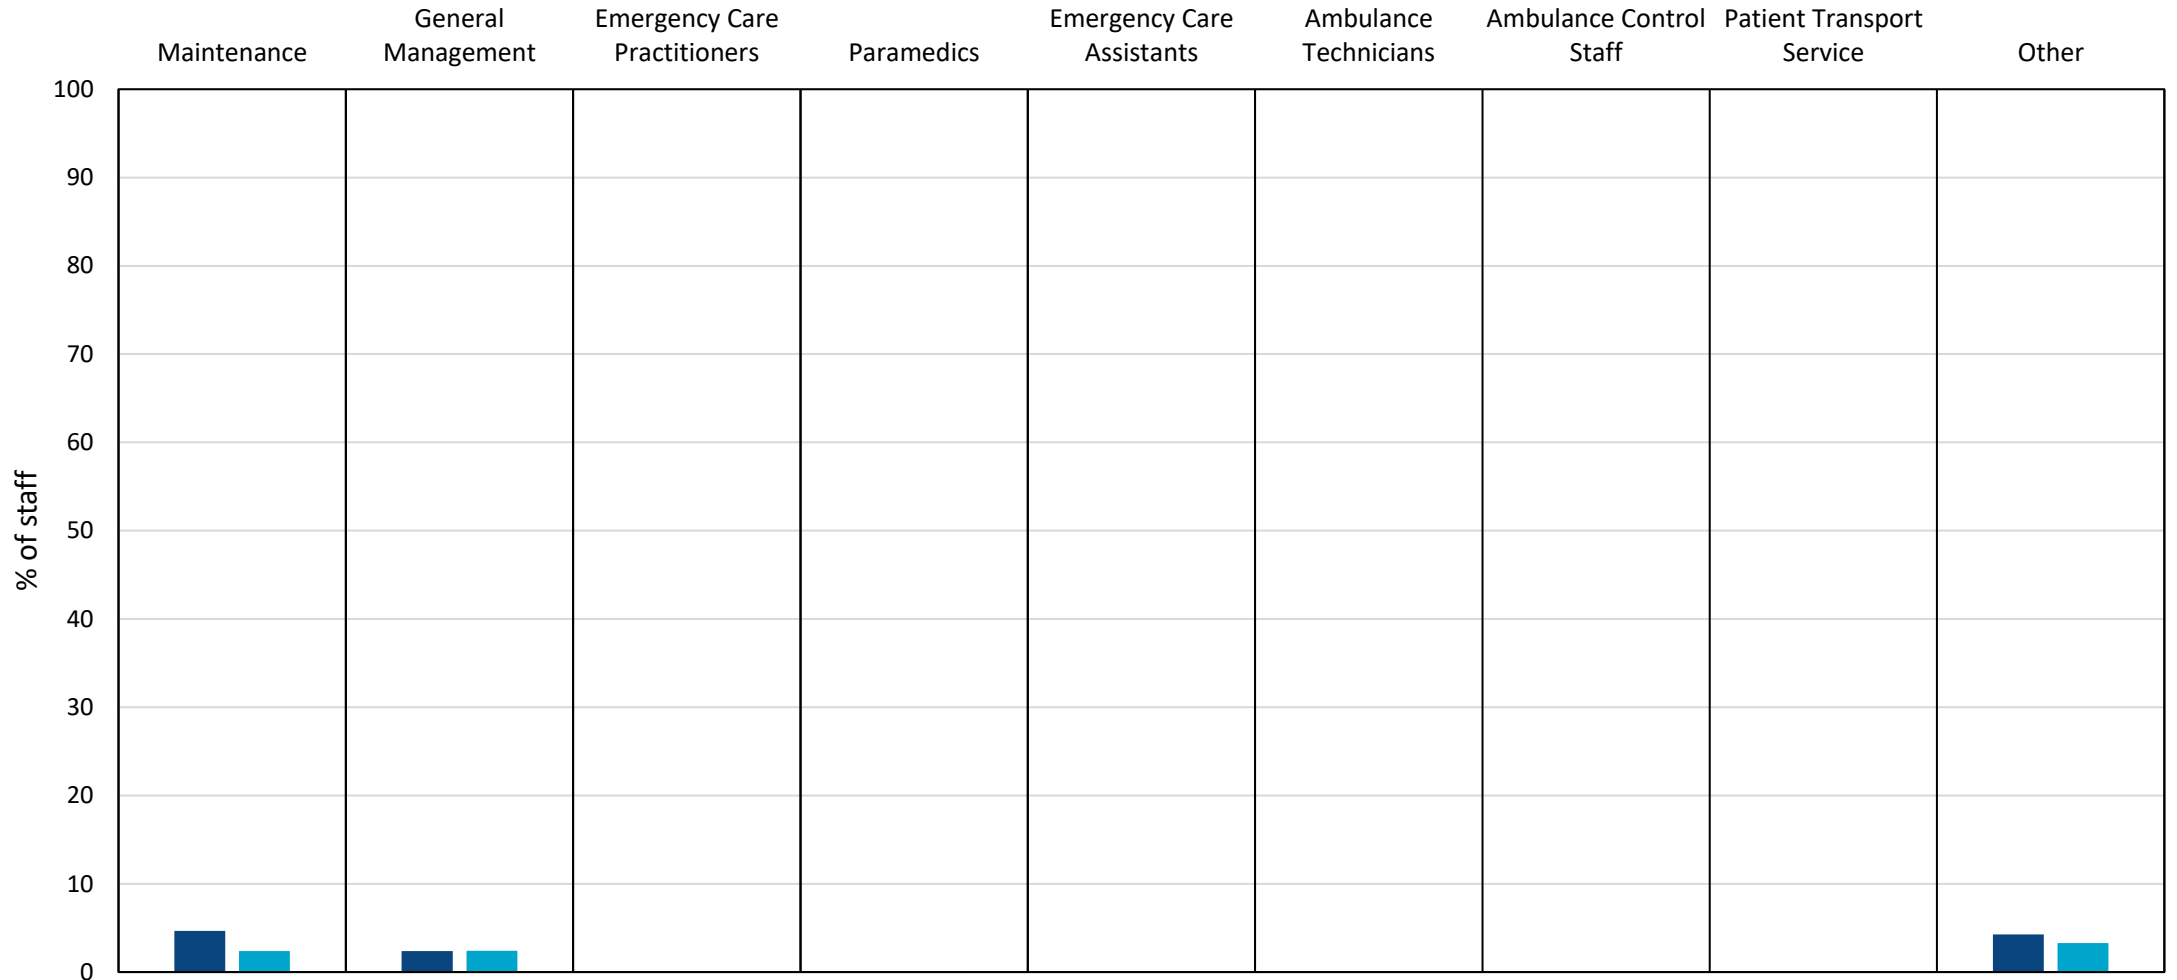 Maintenance
General
Management
Emergency Care
Practitioners
Paramedics
Emergency Care
Assistants
Ambulance
Technicians
Ambulance Control
Staff
Patient Transport
Service
Other
100
90
80
70
60
50
40
30
20
10
0
% of staff